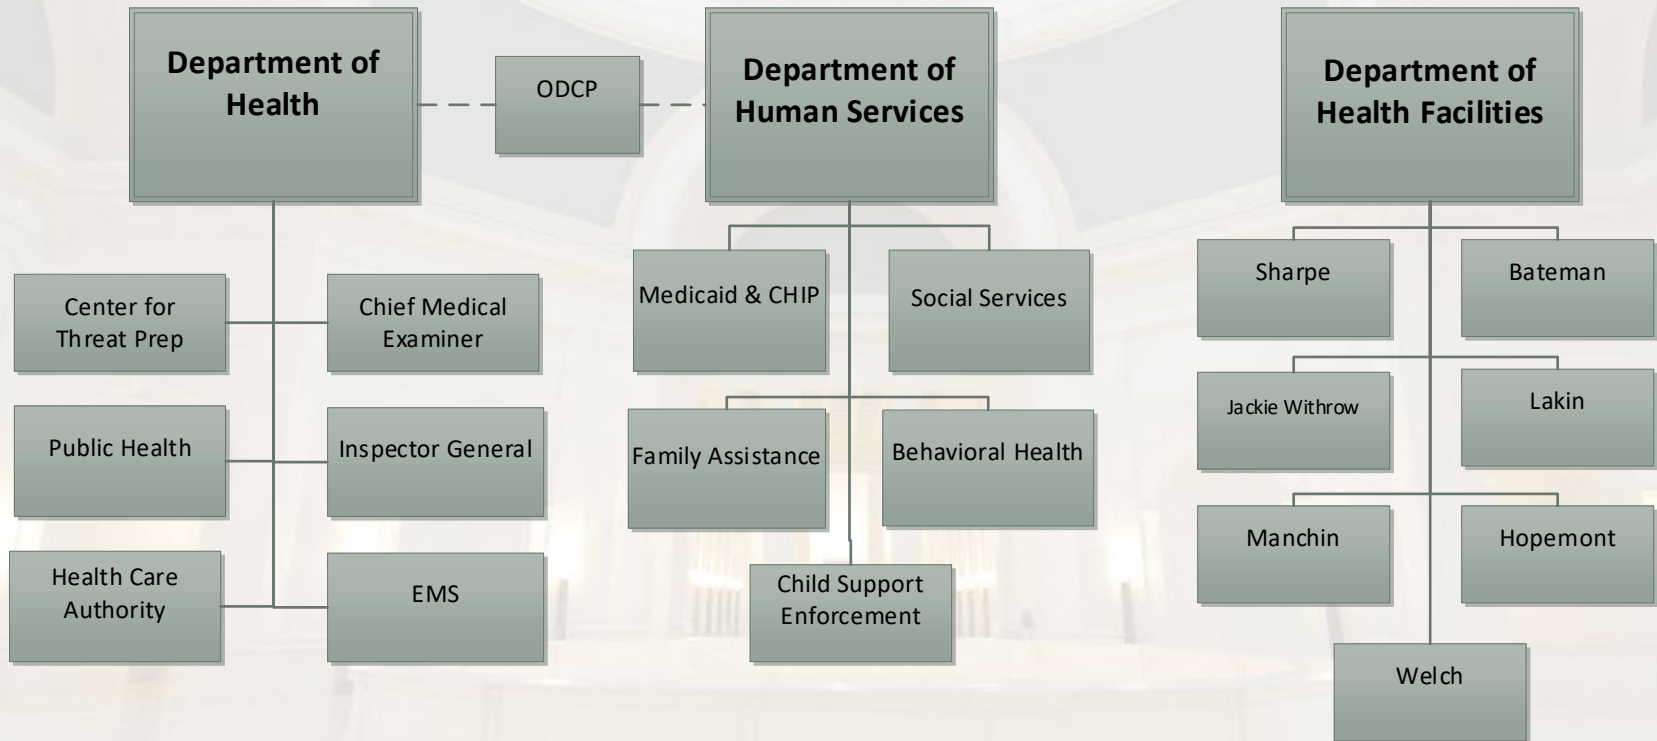 Department of
Health
ODCP
Department of
Human Services
Department of
Health Facilities
Center for
Threat Prep
Chief Medical
Examiner
Public Health
Inspector General
Health Care
Authority
EMS
Medicaid & CHIP
Social Services
Family Assistance
Behavioral Health
Child Support
Enforcement
Sharpe
Bateman
Jackie Withrow
Lakin
Manchin
Hopemont
Welch